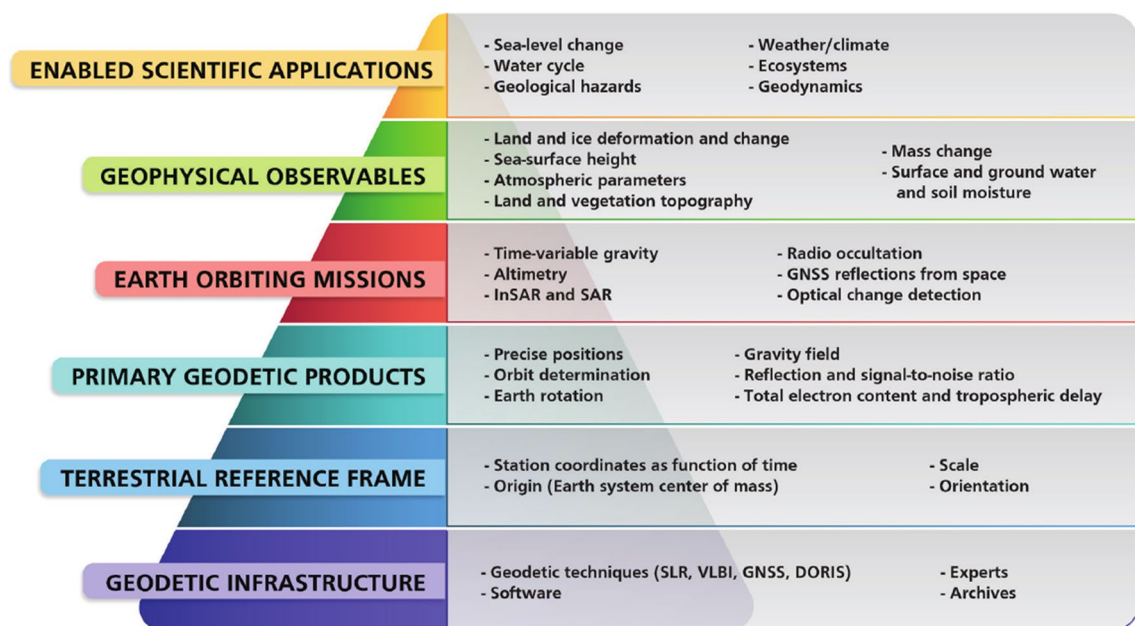 ENABLED SCIENTIFIC APPLICATIONS
- Sea-level change
- Water cycle
- Geological hazards
- Weather/climate
- Ecosystems
- Geodynamics
GEOPHYSICAL OBSERVABLES
- Land and ice deformation and change
- Sea-surface height
- Atmospheric parameters
- Land and vegetation topography
- Mass change
- Surface and ground water
and soil moisture
EARTH ORBITING MISSIONS
- Time-variable gravity
- Altimetry
- InSAR and SAR
- Radio occultation
- GNSS reflections from space
- Optical change detection
PRIMARY GEODETIC PRODUCTS
- Precise positions
- Orbit determination
- Earth rotation
- Gravity field
- Reflection and signal-to-noise ratio
- Total electron content and tropospheric delay
TERRESTRIAL REFERENCE FRAME
- Station coordinates as function of time
- Origin (Earth system center of mass)
- Scale
- Orientation
GEODETIC INFRASTRUCTURE
- Geodetic techniques (SLR, VLBI, GNSS, DORIS)
- Software
- Experts
- Archives